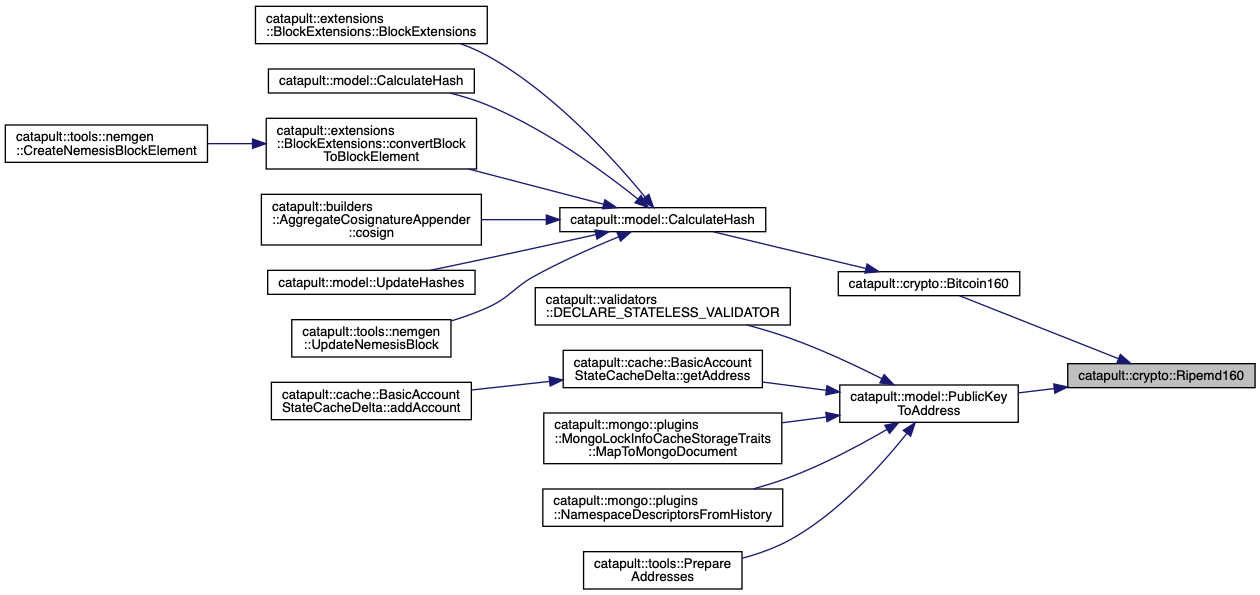 catapult::extensions
::BlockExtensions::BlockExtensions
catapult::model::CalculateHash
catapult::tools::nemgen
::CreateNemesisBlockElement
catapult::extensions
::BlockExtensions::convertBlock
ToBlockElement
catapult::builders
::AggregateCosignatureAppender
::cosign
catapult::model::CalculateHash
catapult::model::UpdateHashes
catapult::crypto::Bitcoin160
catapult::validators
::DECLARE_STATELESS_VALIDATOR
catapult::tools::nemgen
::UpdateNemesisBlock
catapult::cache::BasicAccount
StateCacheDelta::getAddress
catapult::crypto::Ripemd160
catapult::cache::BasicAccount
StateCacheDelta::addAccount
catapult::model::PublicKey
ToAddress
catapult::mongo::plugins
::MongoLockInfoCacheStorageTraits
::MapToMongoDocument
catapult::mongo::plugins
::NamespaceDescriptorsFromHistory
catapult::tools::Prepare
Addresses